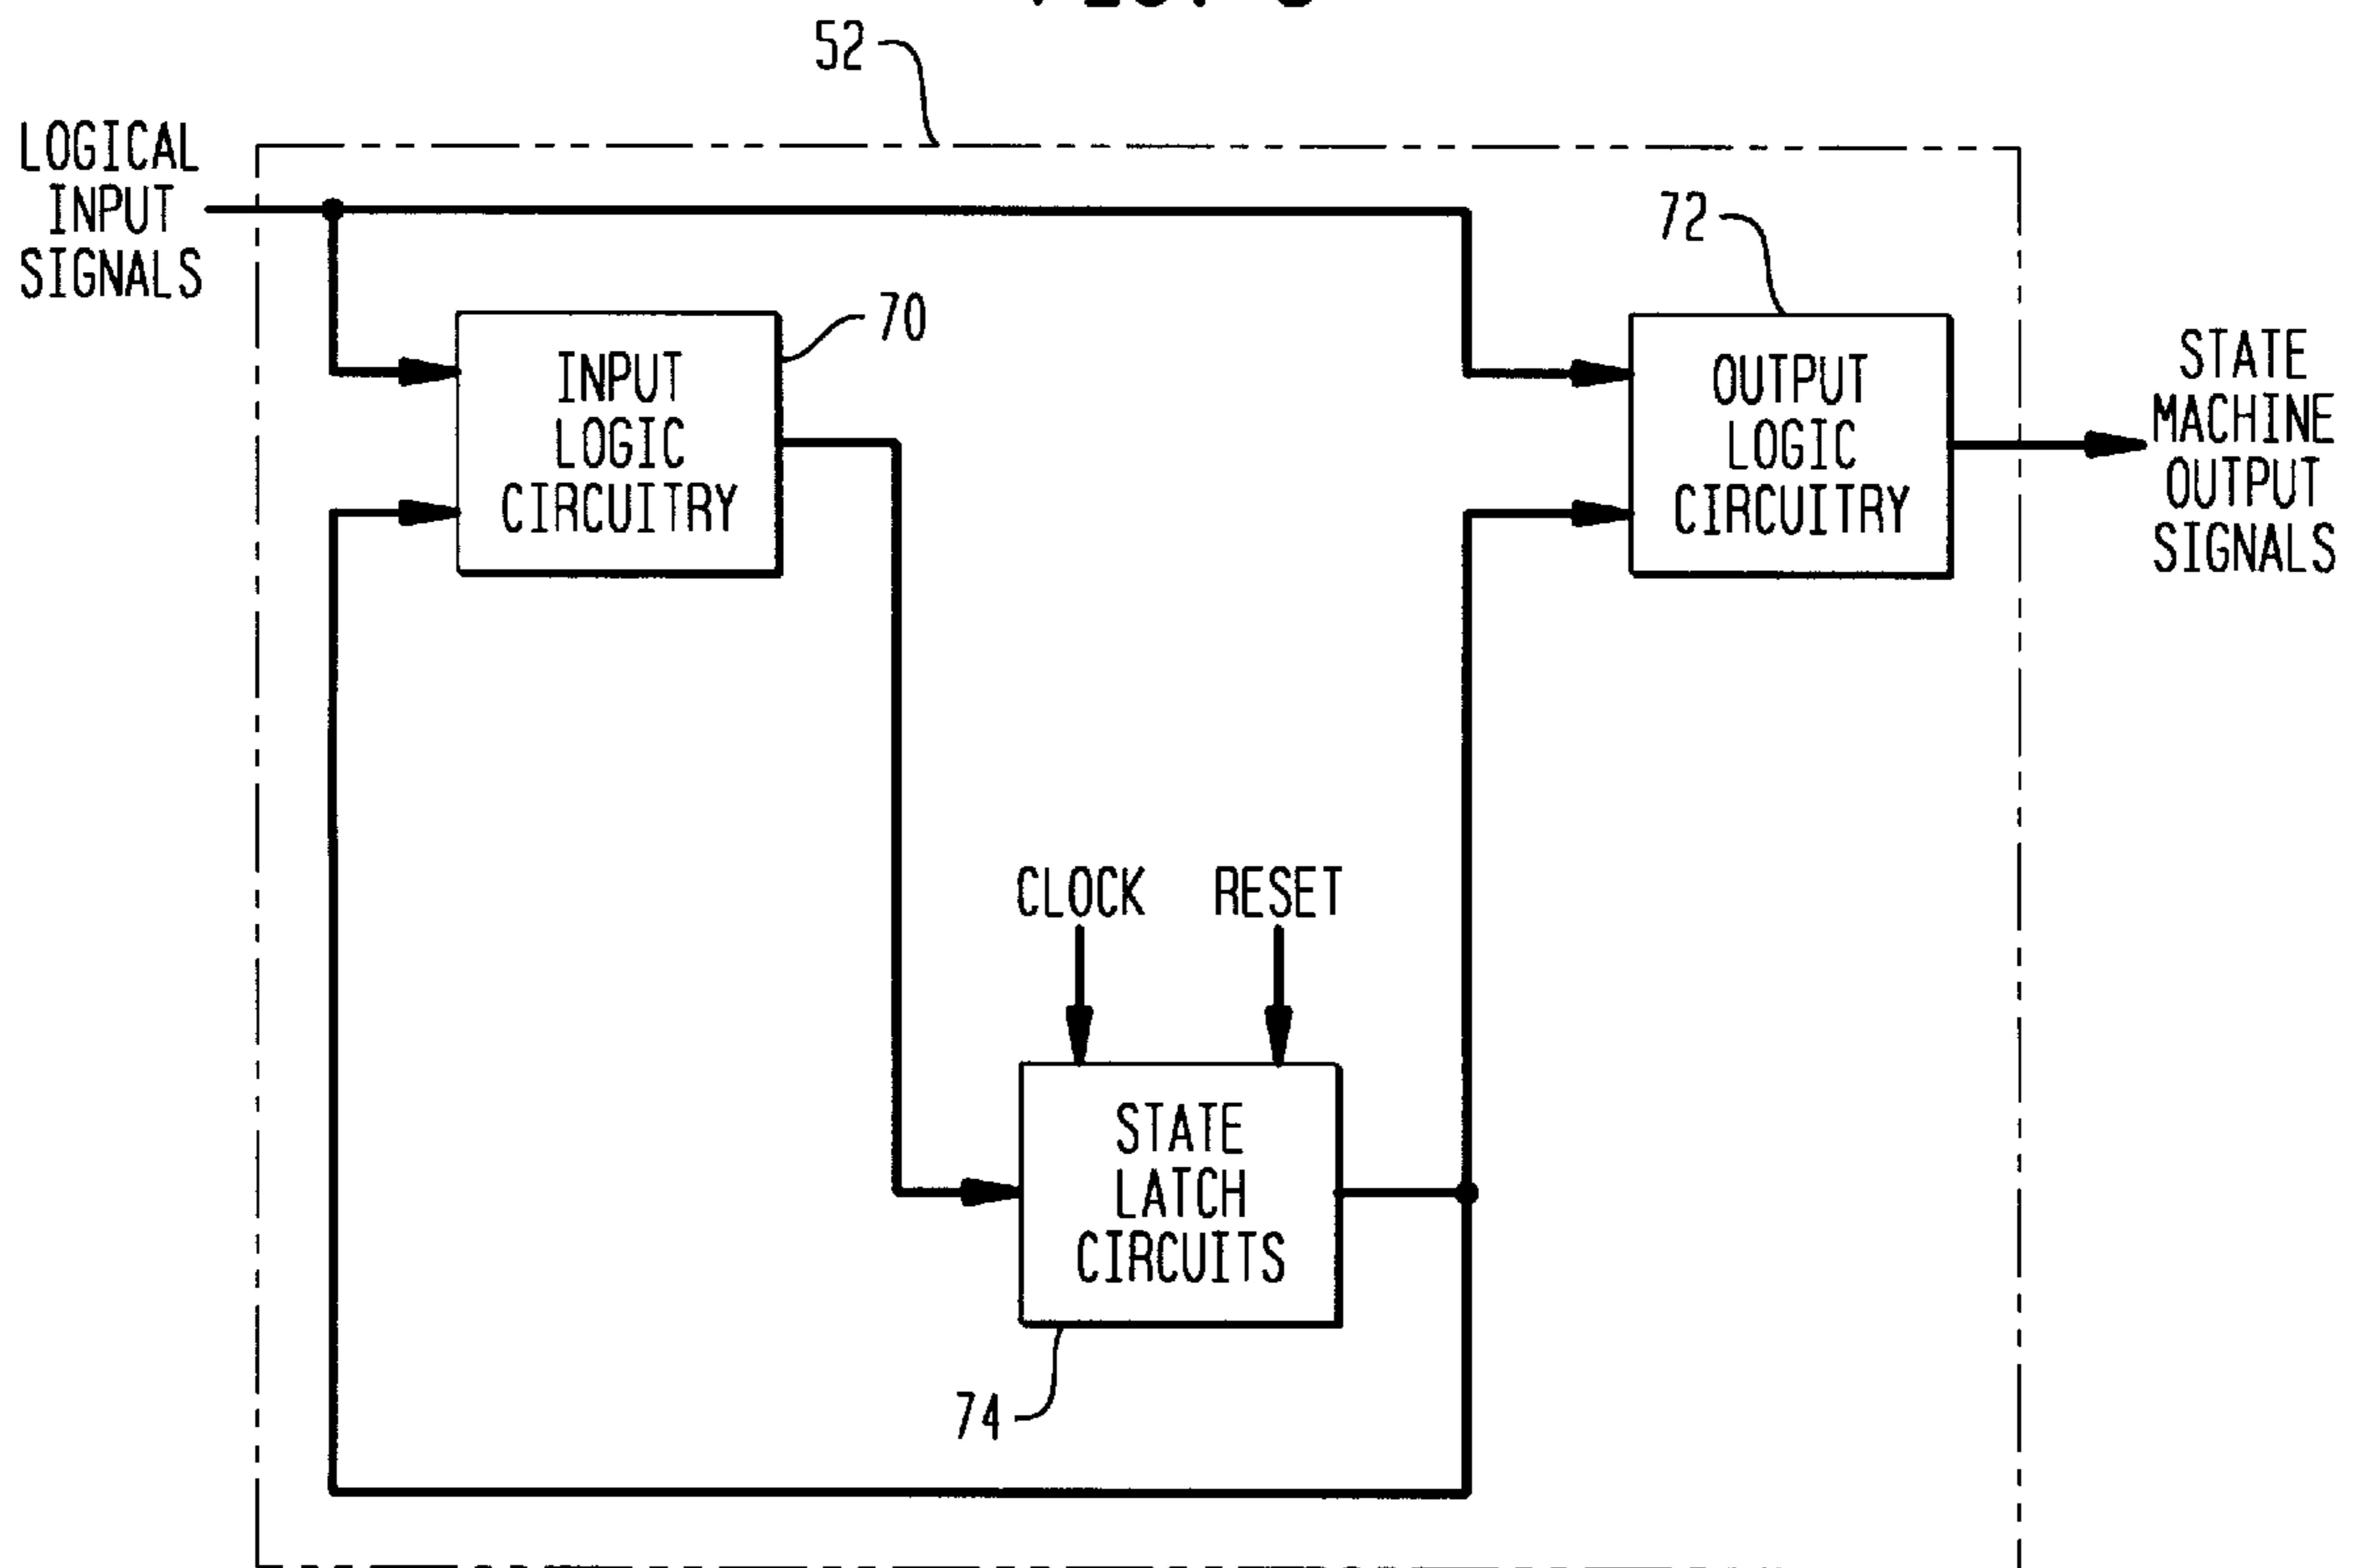 52
LOGICAL
INPUT
SIGNALS
72
70
INPUT
LOGIC
CIRCUITRY
OUTPUT
LOGIC
CIRCUITRY
STATE
MACHINE
OUTPUT
SIGNALS
CLOCK RESET
STATE
LATCH
CIRCUITS
74